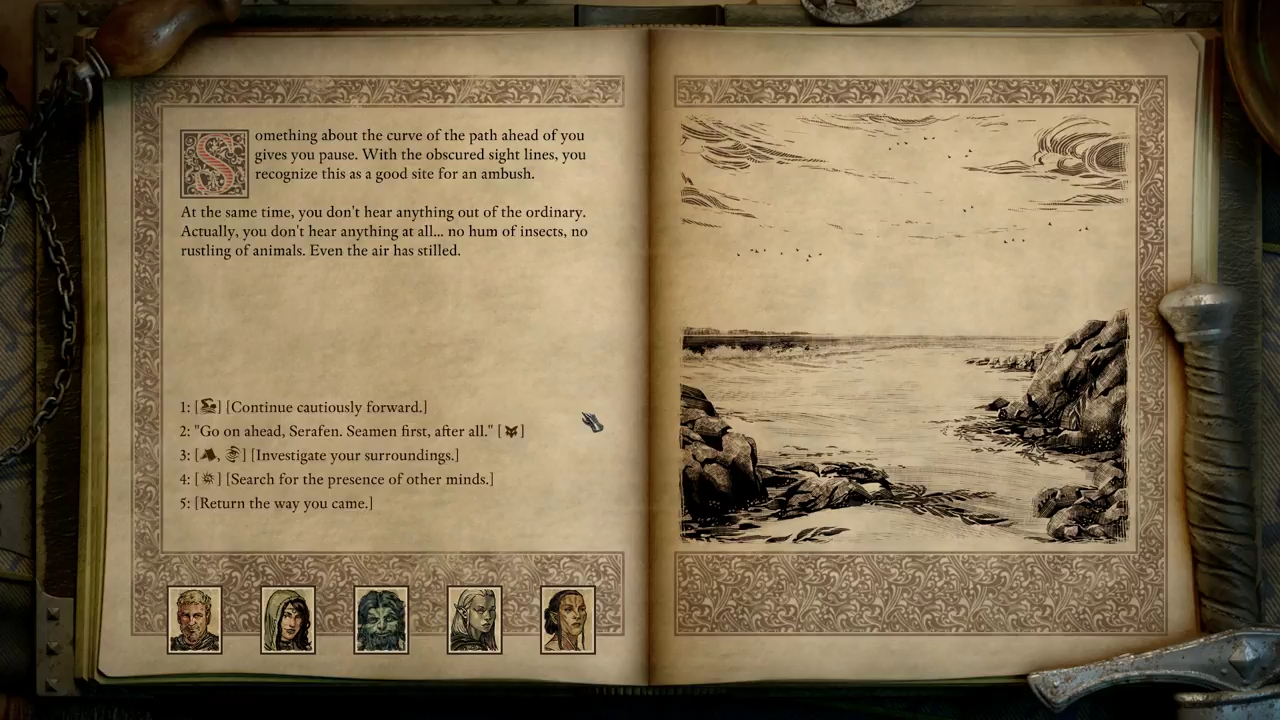 Something about the curve of the path ahead of you
gives you pause. With the obscured sight lines, you
recognize this as a good site for an ambush.
At the same time, you don't hear anything out of the ordinary.
Actually, you don't hear anything at all... no hum of insects, no
rustling of animals. Even the air has stilled.
1: [ ] [Continue cautiously forward.]
2: "Go on ahead, Serafen. Seamen first, after all." [ ]
3: [ , ] [Investigate your surroundings.]
4: [ ] [Search for the presence of other minds.]
5: [Return the way you came.]